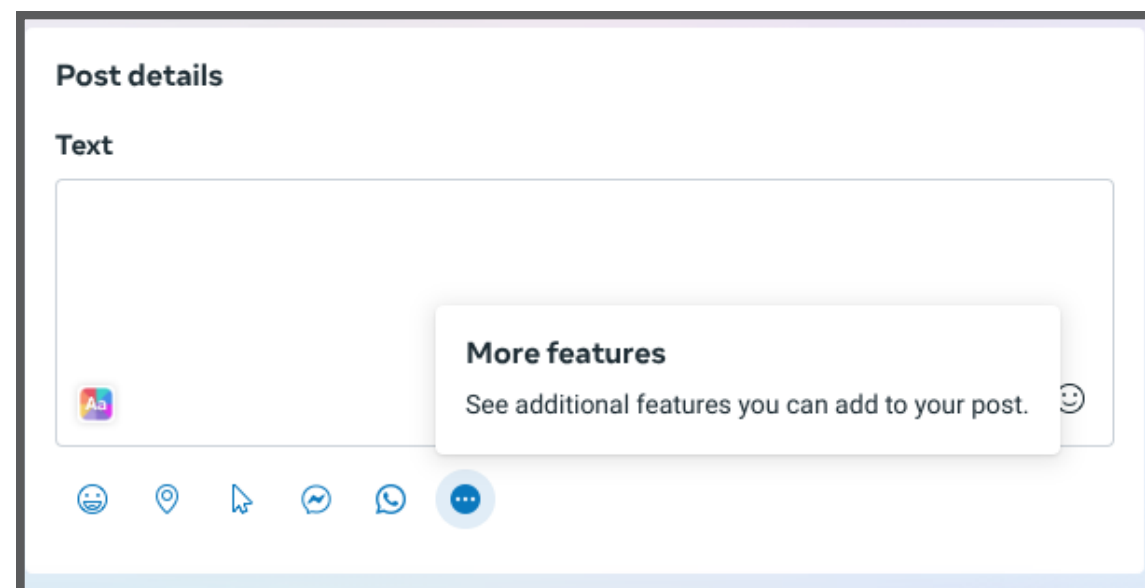 Post details
Text
More features
See additional features you can add to your post.
Aa